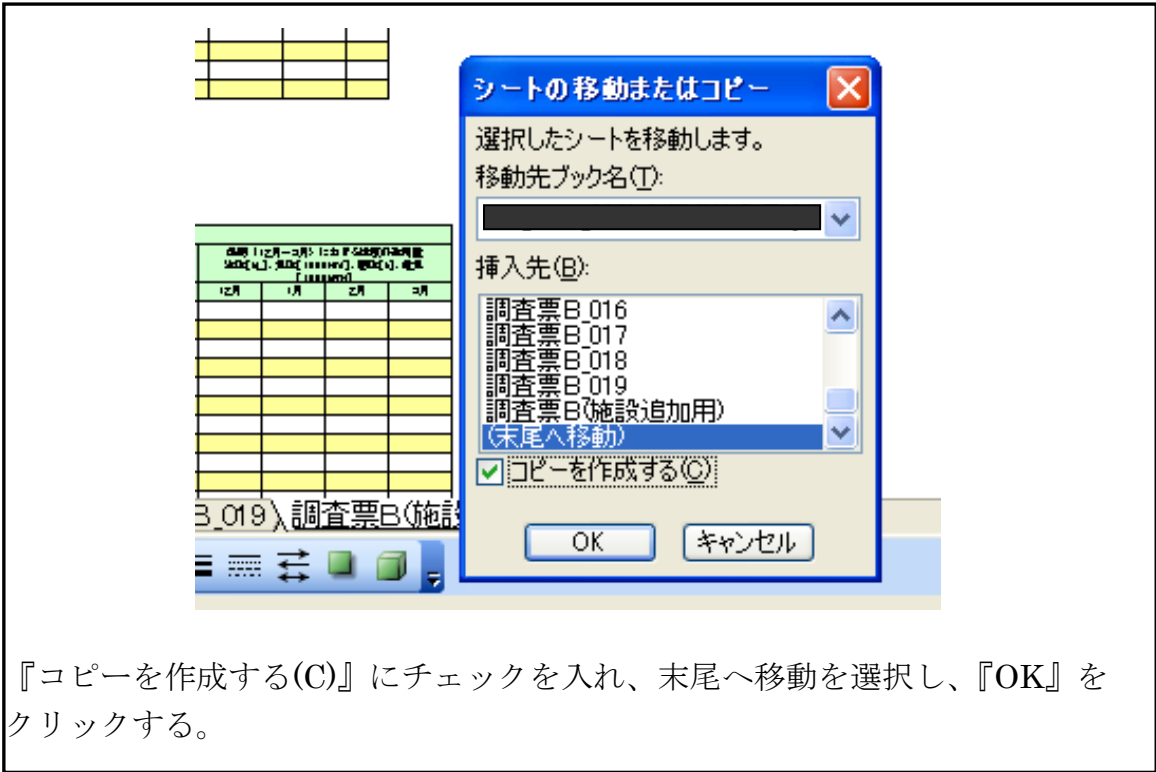 シートの移動またはコピー
選択したシートを移動します。
移動先ブック名(T):
挿入先(B):
調査票B_016
調査票B_017
調査票B_018
調査票B_019
調査票B(施設追加用)
(末尾へ移動)
コピーを作成する(C)
OK
キャンセル
12月
1月
2月
3月
B_019
調査票B(施設
『コピーを作成する(C)』にチェックを入れ、末尾へ移動を選択し、『OK』を
クリックする。